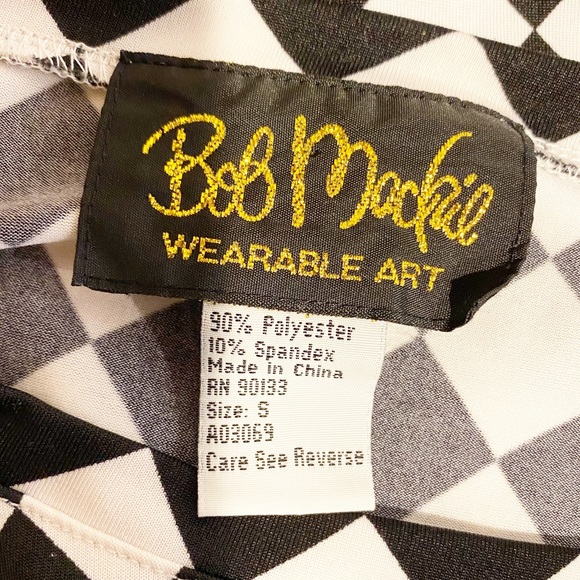 Bob Mackie
WEARABLE ART
90% Polyester
10% Spandex
Made in China
RN 90133
Size: S
A03069
Care See Reverse